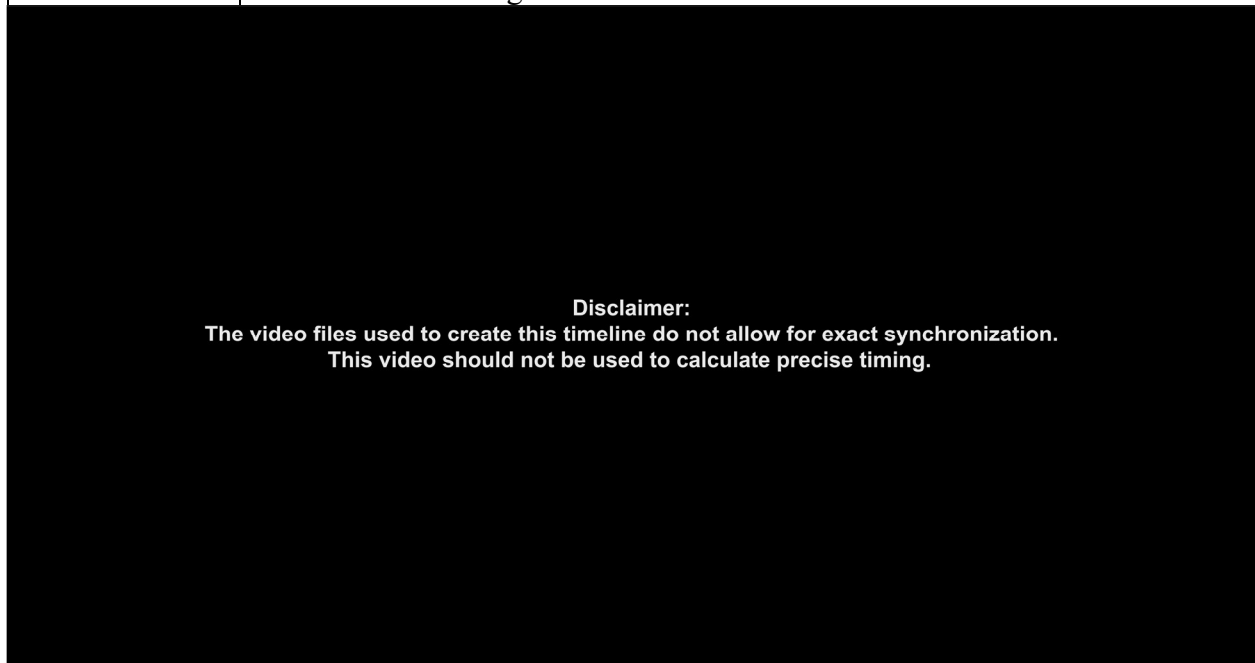 Disclaimer:
The video files used to create this timeline do not allow for exact synchronization.
This video should not be used to calculate precise timing.